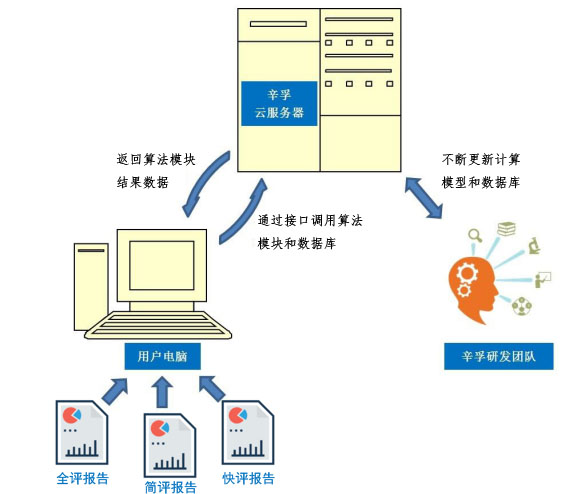 辛孚
云服务器
返回算法模块
结果数据
不断更新计算
模型和数据库
通过接口调用算法
模块和数据库
用户电脑
辛孚研发团队
全评报告
简评报告
快评报告